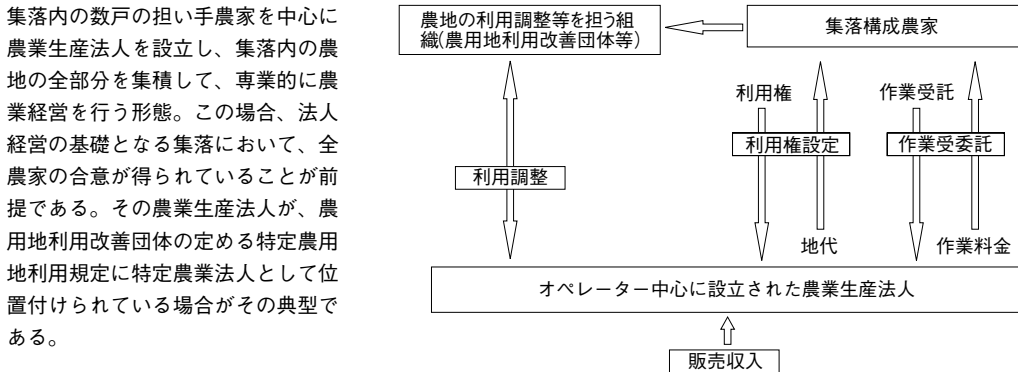 集落内の数戸の担い手農家を中心に
農業生産法人を設立し、集落内の農
地の全部分を集積して、専業的に農
業経営を行う形態。この場合、法人
経営の基礎となる集落において、全
農家の合意が得られていることが前
提である。その農業生産法人が、農
用地利用改善団体の定める特定農用
地利用規定に特定農業法人として位
置付けられている場合がその典型で
ある。
農地の利用調整等を担う組
織(農用地利用改善団体等)
集落構成農家
利用権
作業受託
利用権設定
作業受委託
利用調整
地代
作業料金
オペレーター中心に設立された農業生産法人
販売収入